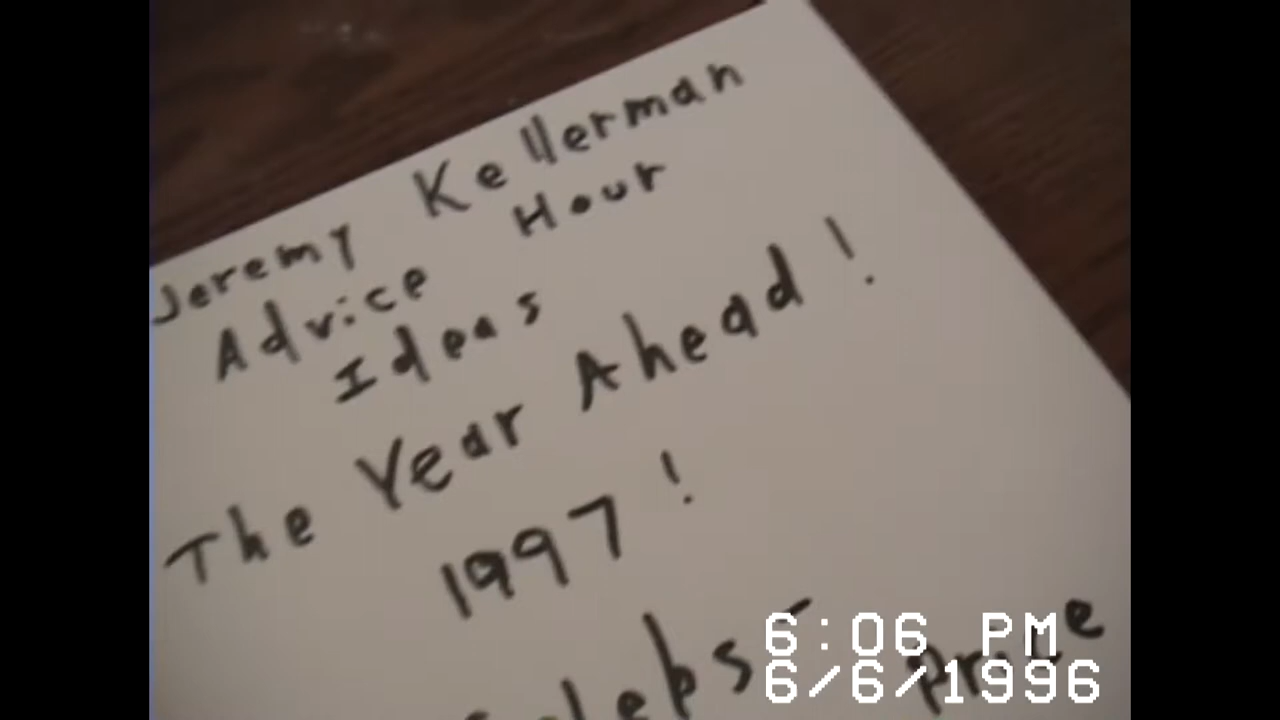 Jeremy Kellerman
Advice Hour
Ideas
The Year Ahead!
1997!
6:06 PM
6/6/1996